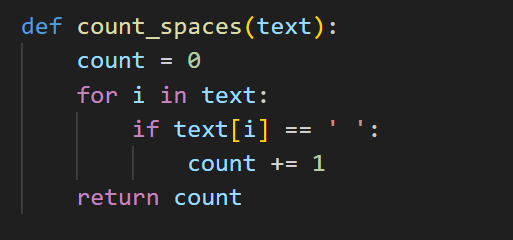 def count_spaces(text):
    count = 0
    for i in text:
        if text[i] == ' ':
            count += 1
    return count